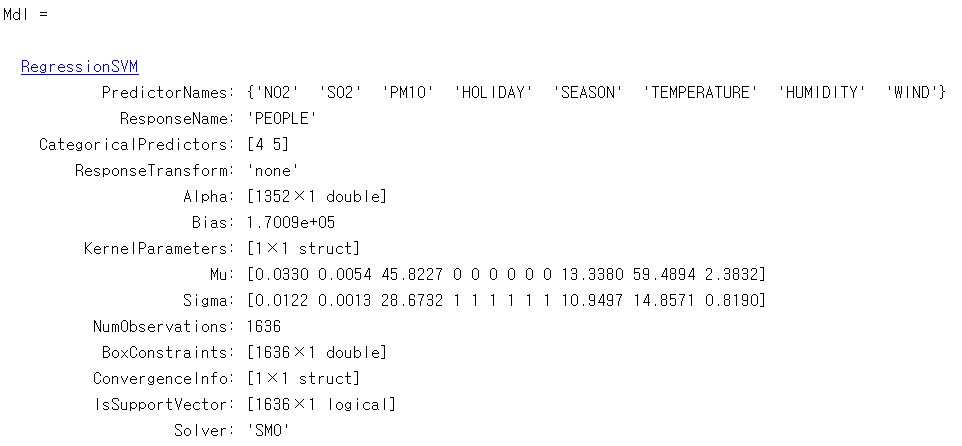 Mdl =
RegressionSVM
PredictorNames: {'NO2'  'SO2'  'PM10'  'HOLIDAY'  'SEASON'  'TEMPERATURE'  'HUMIDITY'  'WIND'}
ResponseName: 'PEOPLE'
CategoricalPredictors: [4 5]
ResponseTransform: 'none'
Alpha: [1352×1 double]
Bias: 1.7009e+05
KernelParameters: [1×1 struct]
Mu: [0.0330 0.0054 45.8227 0 0 0 0 0 0 13.3380 59.4894 2.3832]
Sigma: [0.0122 0.0013 28.6732 1 1 1 1 1 1 10.9497 14.8571 0.8190]
NumObservations: 1636
BoxConstraints: [1636×1 double]
ConvergenceInfo: [1×1 struct]
IsSupportVector: [1636×1 logical]
Solver: 'SMO'